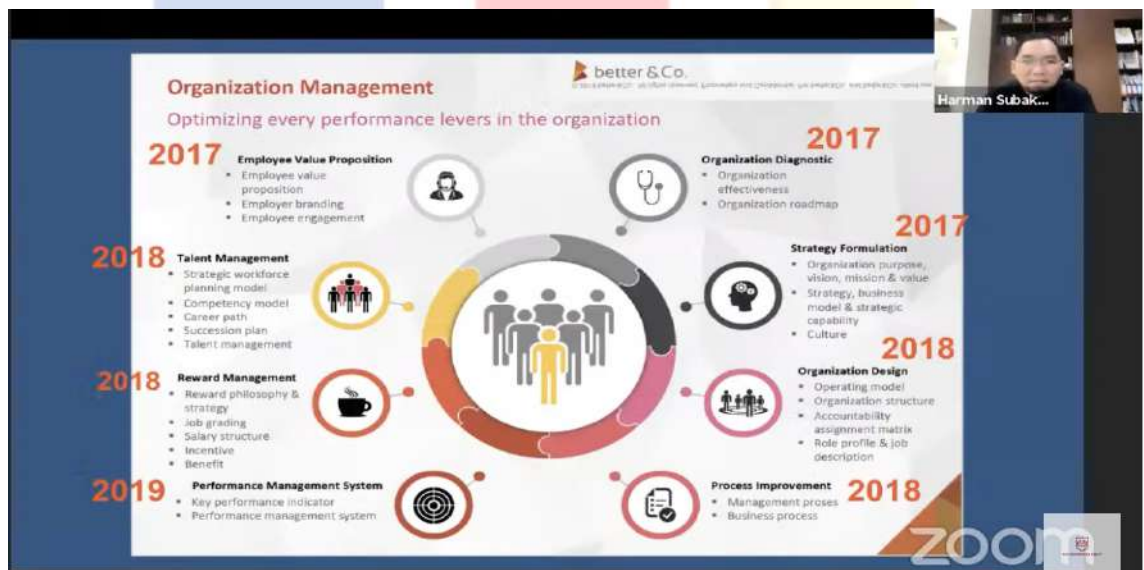 better & Co.
Harman Subak...
Organization Management
Optimizing every performance levers in the organization
2017
Employee Value Proposition
▪ Employee value
proposition
▪ Employer branding
▪ Employee engagement
2017
Organization Diagnostic
▪ Organization
effectiveness
▪ Organization roadmap
2018
Talent Management
▪ Strategic workforce
planning model
▪ Competency model
▪ Career path
▪ Succession plan
▪ Talent management
2017
Strategy Formulation
▪ Organization purpose,
vision, mission & value
▪ Strategy, business
model & strategic
capability
▪ Culture
2018
Reward Management
▪ Reward philosophy &
strategy
▪ Job grading
▪ Salary structure
▪ Incentive
▪ Benefit
2018
Organization Design
▪ Operating model
▪ Organization structure
▪ Accountability
assignment matrix
▪ Role profile & job
description
2019
Performance Management System
▪ Key performance indicator
▪ Performance management system
Process Improvement
2018
▪ Management proses
▪ Business process
zoom